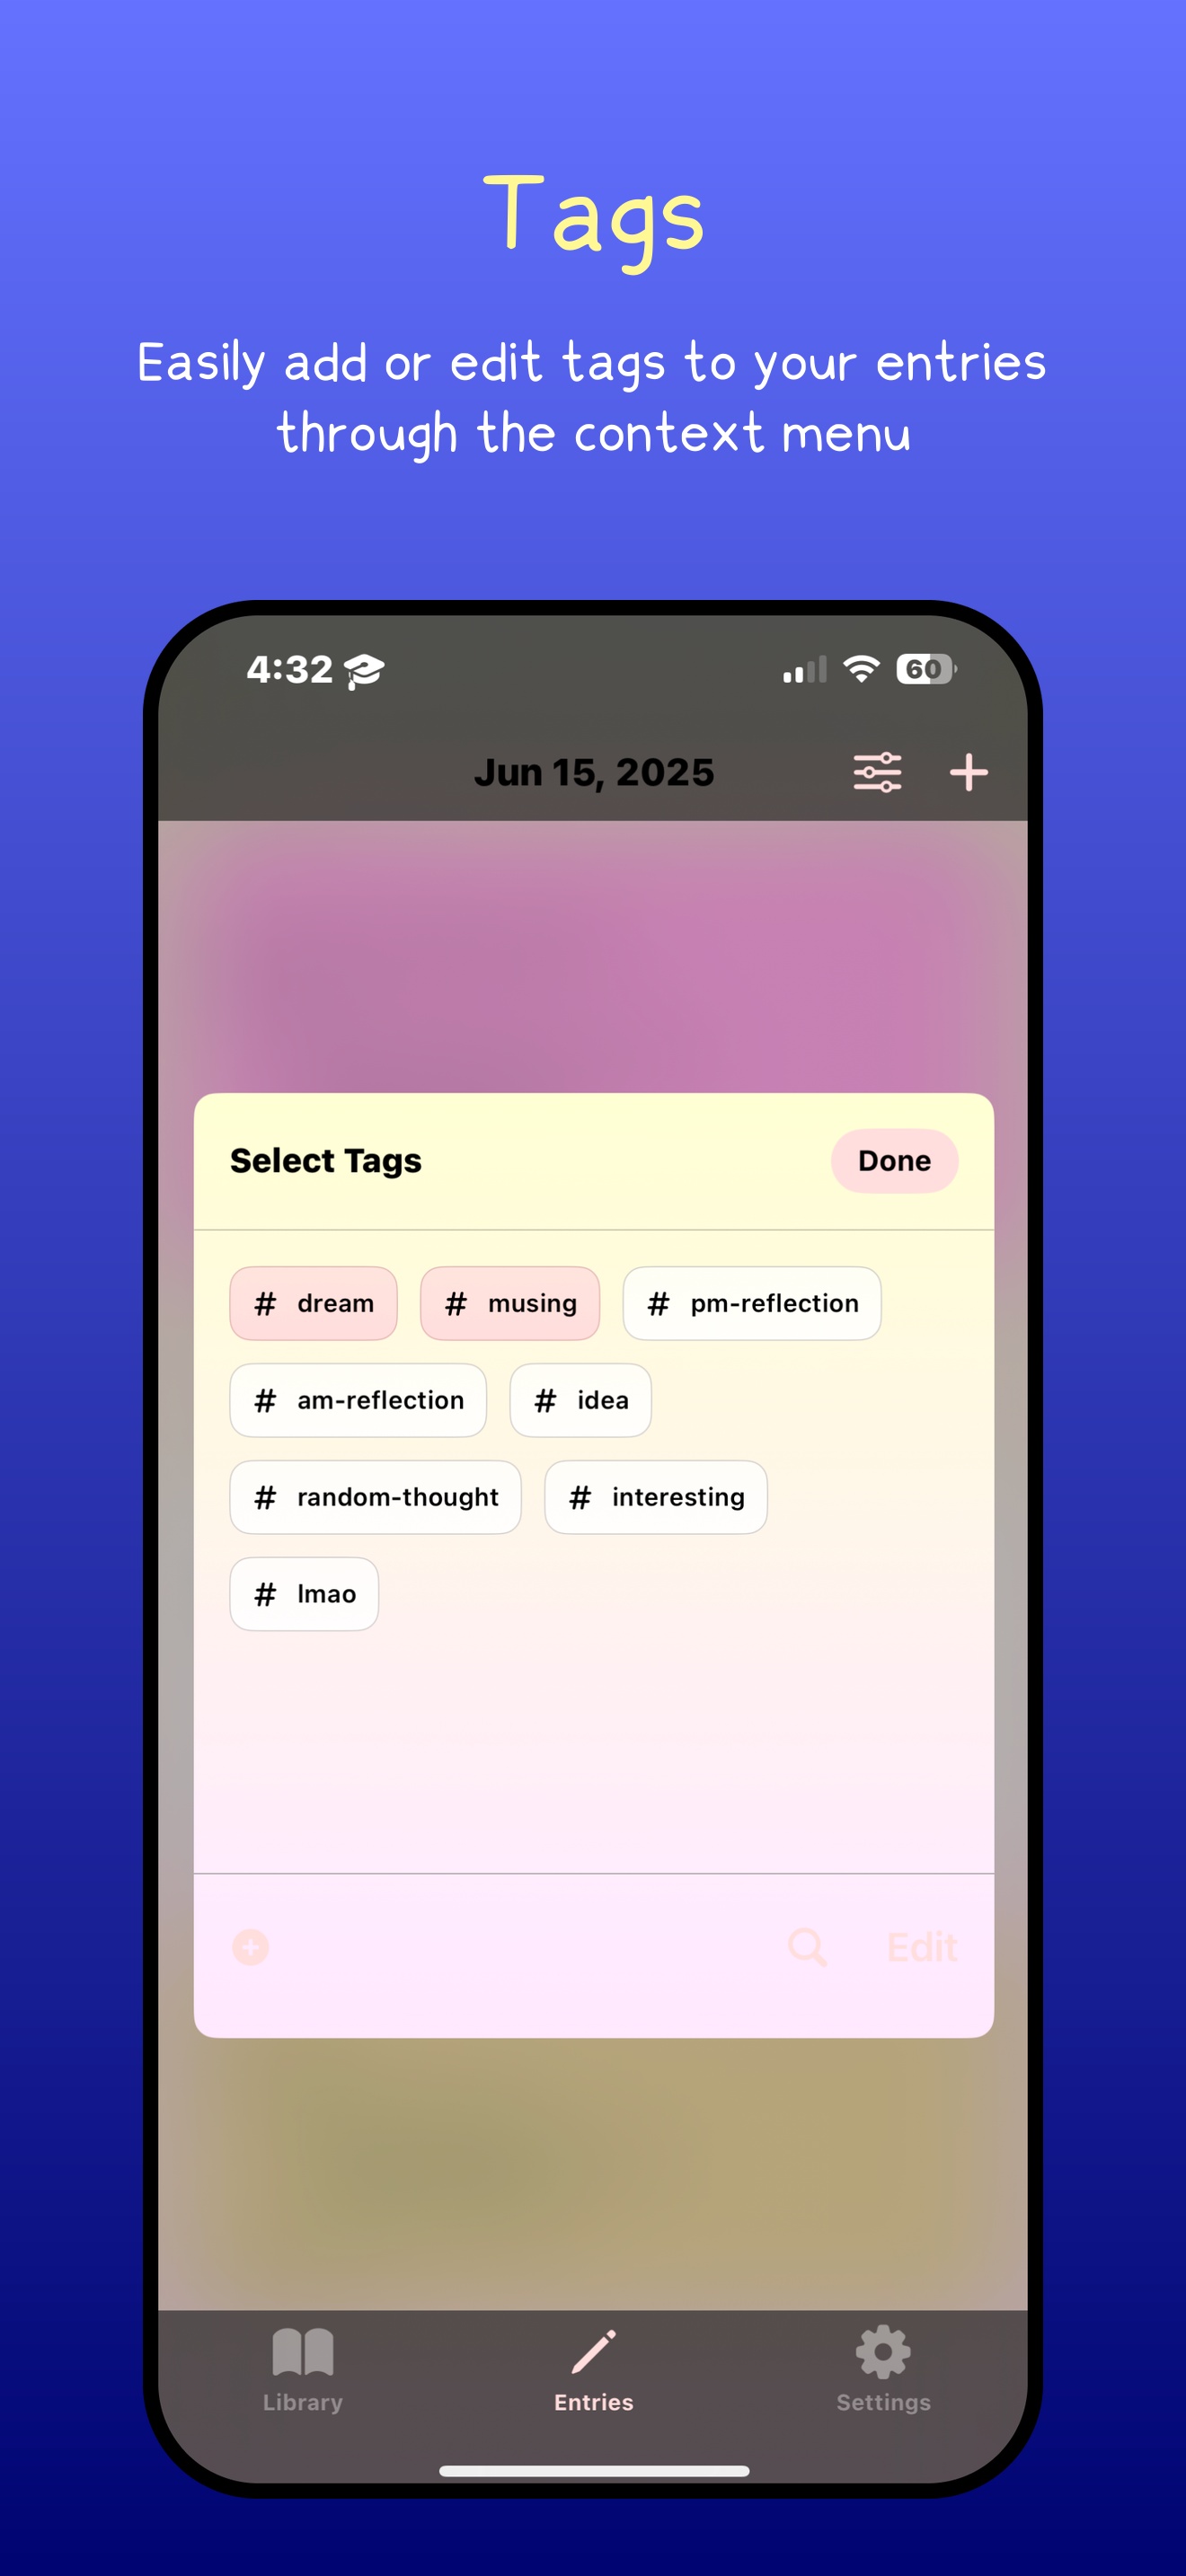 Tags
Easily add or edit tags to your entries
through the context menu
4:32 60
Jun 15, 2025
Select Tags Done
# dream # musing # pm-reflection
# am-reflection # idea
# random-thought # interesting
# lmao
Edit
Library Entries Settings